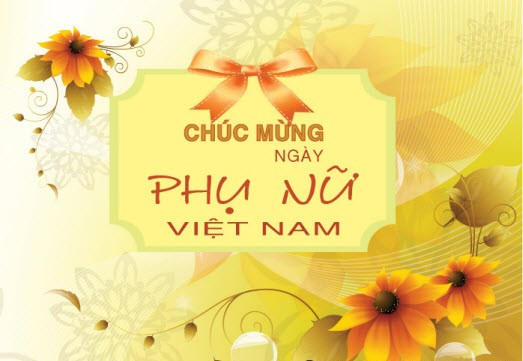 CHÚC MỪNG
NGÀY
PHỤ NỮ
VIỆT NAM